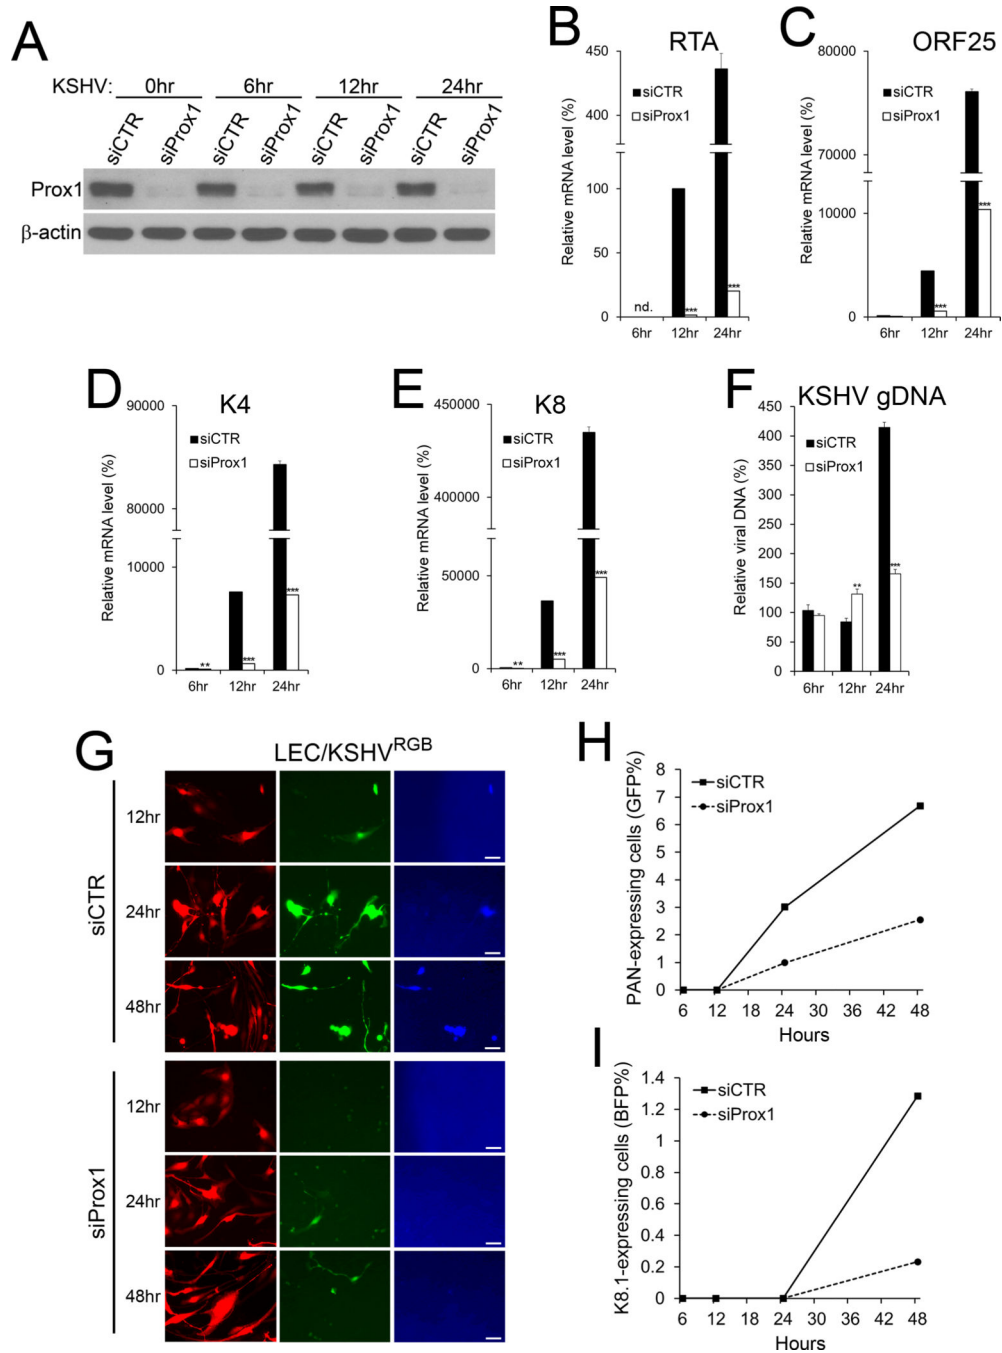 A
KSHV: 0hr 6hr 12hr 24hr
siCTR siProx1 siCTR siProx1 siCTR siProx1 siCTR siProx1
Prox1
β-actin
B
RTA
Relative mRNA level (%)
450
400
100
50
0
siCTR
siProx1
nd.
***
***
6hr 12hr 24hr
C
ORF25
Relative mRNA level (%)
80000
70000
10000
0
siCTR
siProx1
***
***
6hr 12hr 24hr
D
K4
Relative mRNA level (%)
90000
80000
10000
0
siCTR
siProx1
**
***
***
6hr 12hr 24hr
E
K8
Relative mRNA level (%)
450000
400000
50000
0
siCTR
siProx1
**
***
***
6hr 12hr 24hr
F
KSHV gDNA
Relative viral DNA (%)
450
400
350
300
250
200
150
100
50
0
siCTR
siProx1
**
***
6hr 12hr 24hr
G
LEC/KSHVRGB
siCTR
12hr
24hr
48hr
siProx1
12hr
24hr
48hr
H
PAN-expressing cells (GFP%)
8
7
6
5
4
3
2
1
0
siCTR
siProx1
6 12 18 24 30 36 42 48
Hours
I
K8.1-expressing cells (BFP%)
1.4
1.2
1
0.8
0.6
0.4
0.2
0
siCTR
siProx1
6 12 18 24 30 36 42 48
Hours